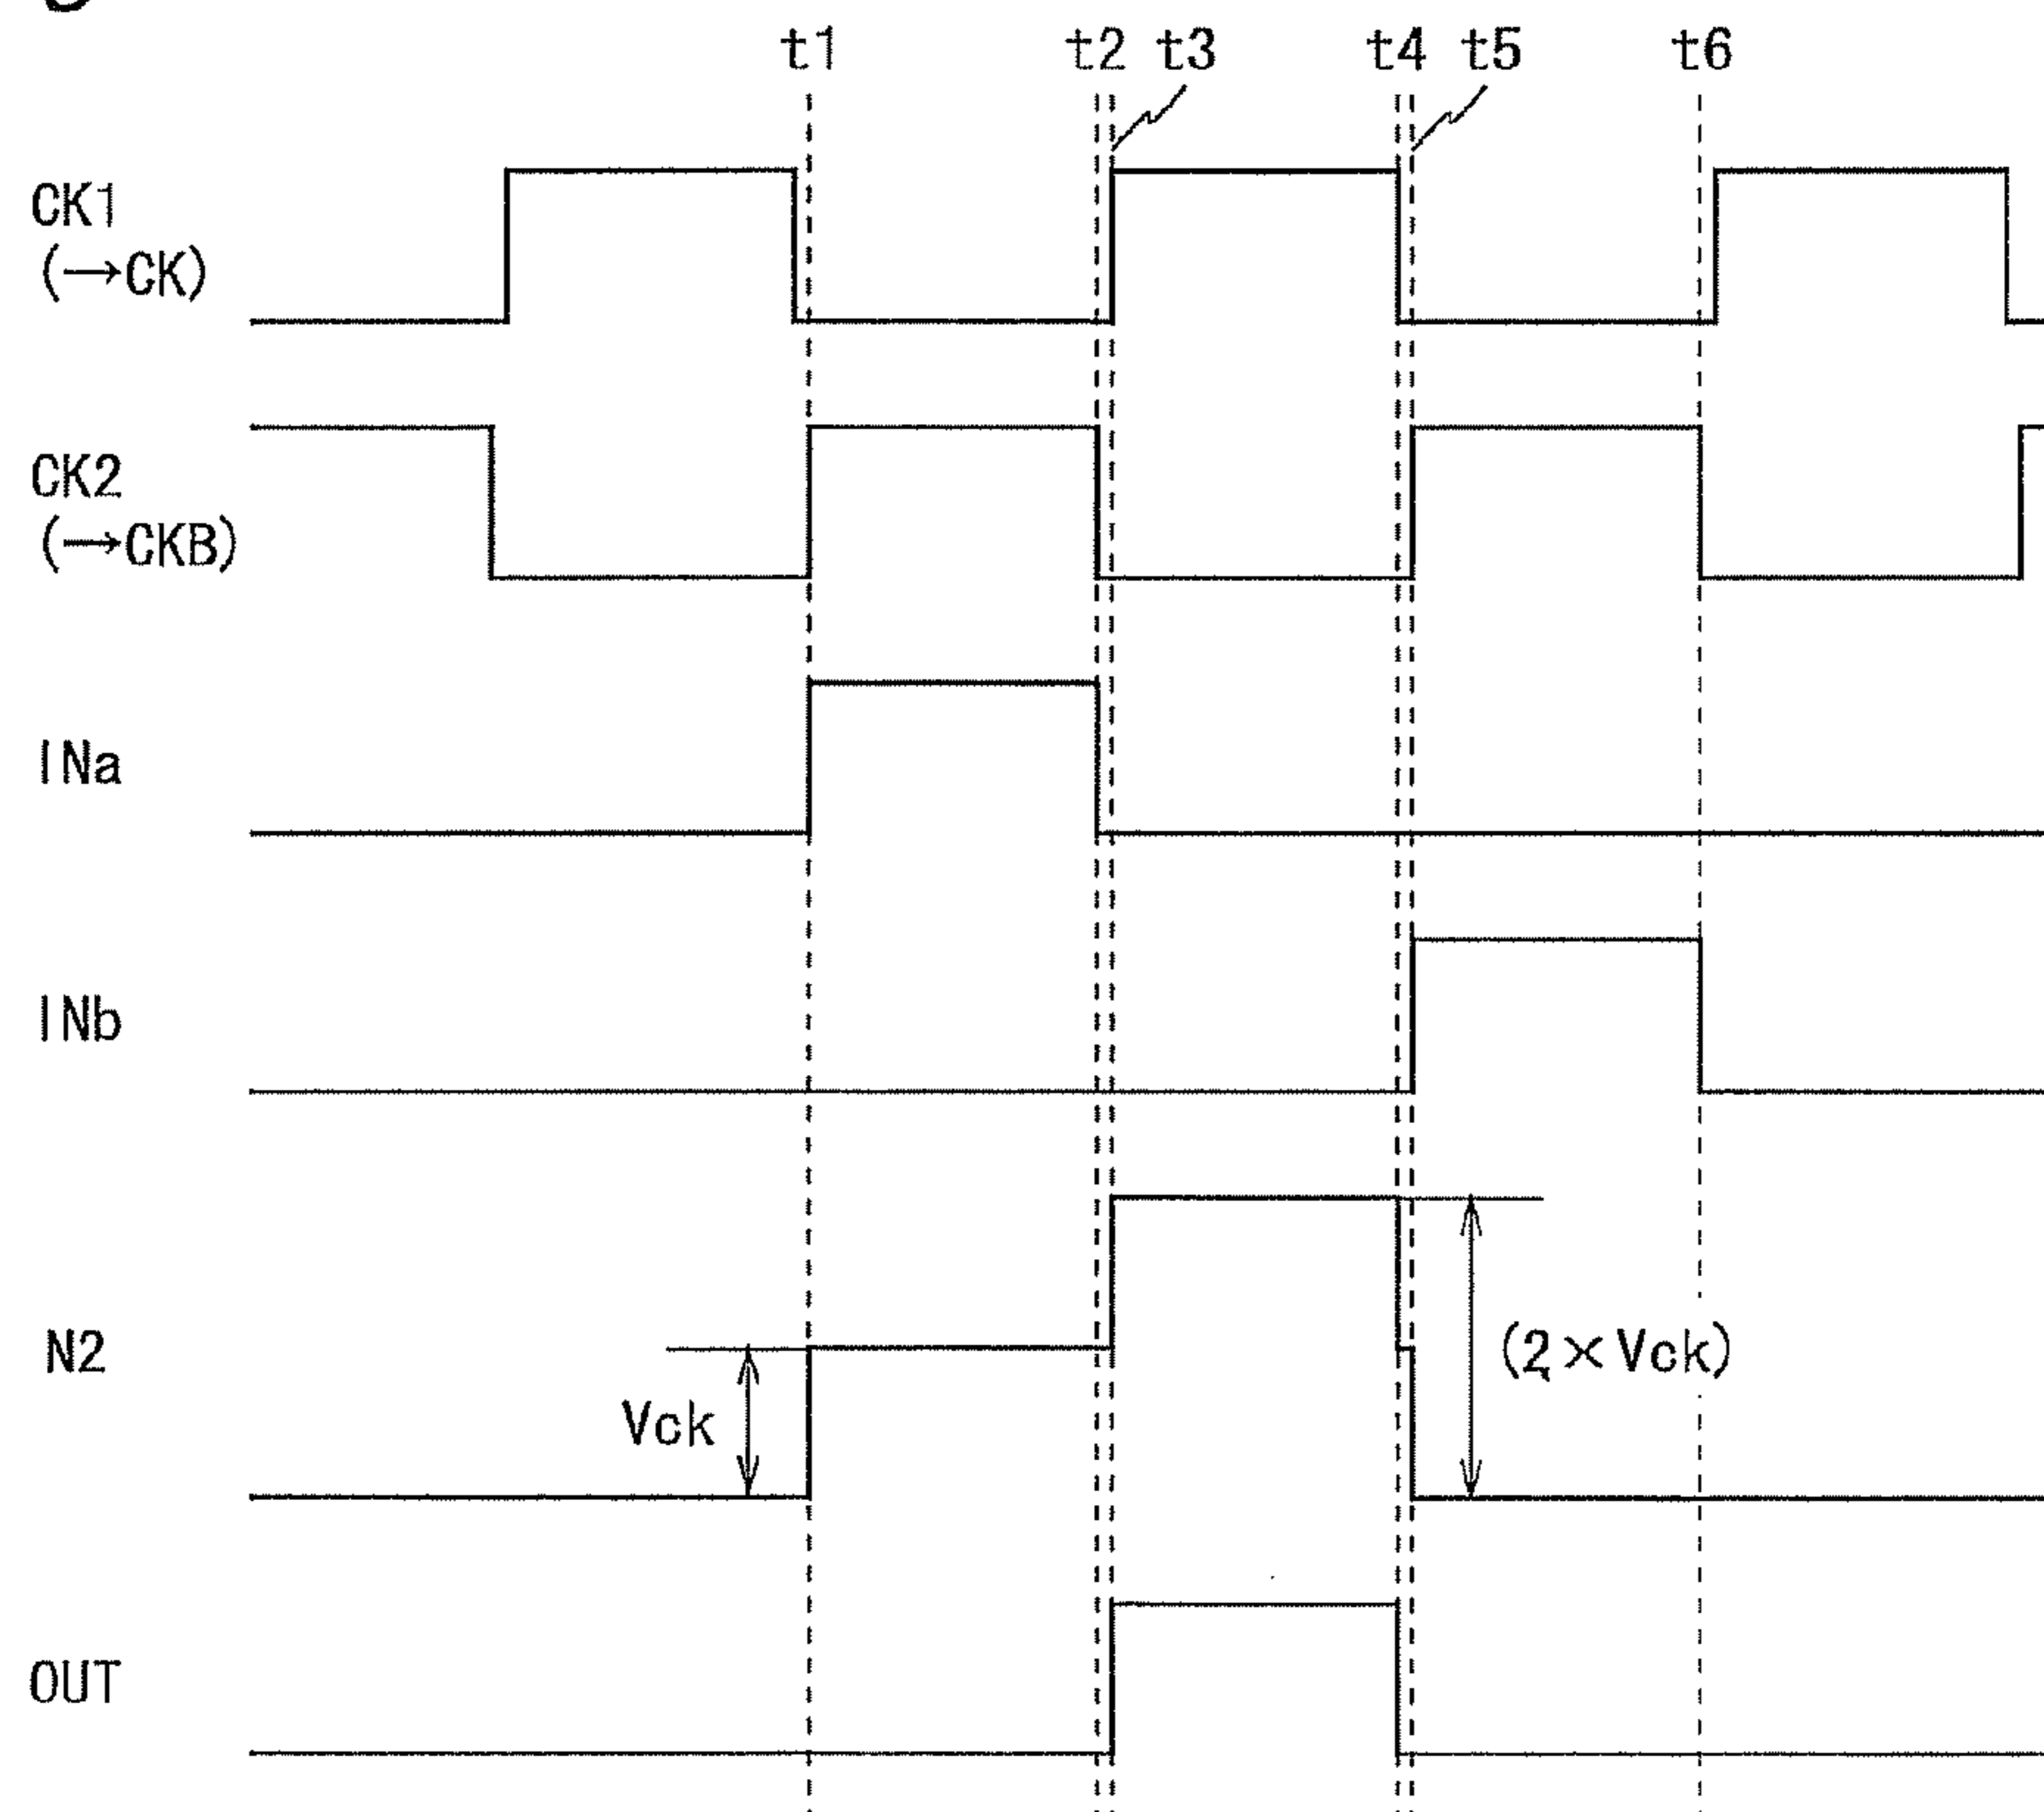 t1 t2 t3 t4 t5 t6
CK1
(→CK)
CK2
(→CKB)
INa
INb
N2
Vck
(2×Vck)
OUT